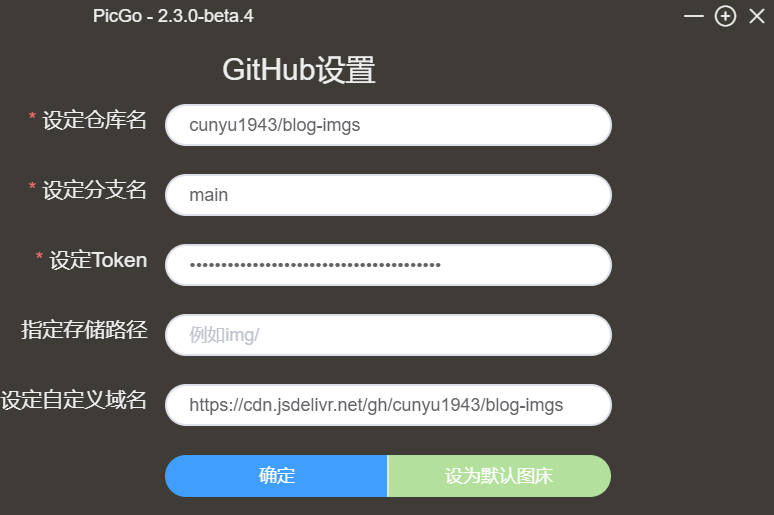 PicGo - 2.3.0-beta.4
GitHub设置
* 设定仓库名 cunyu1943/blog-imgs
* 设定分支名 main
* 设定Token ••••••••••••••••••••••••••••••••••••••••
指定存储路径 例如img/
设定自定义域名 https://cdn.jsdelivr.net/gh/cunyu1943/blog-imgs
确定 设为默认图床